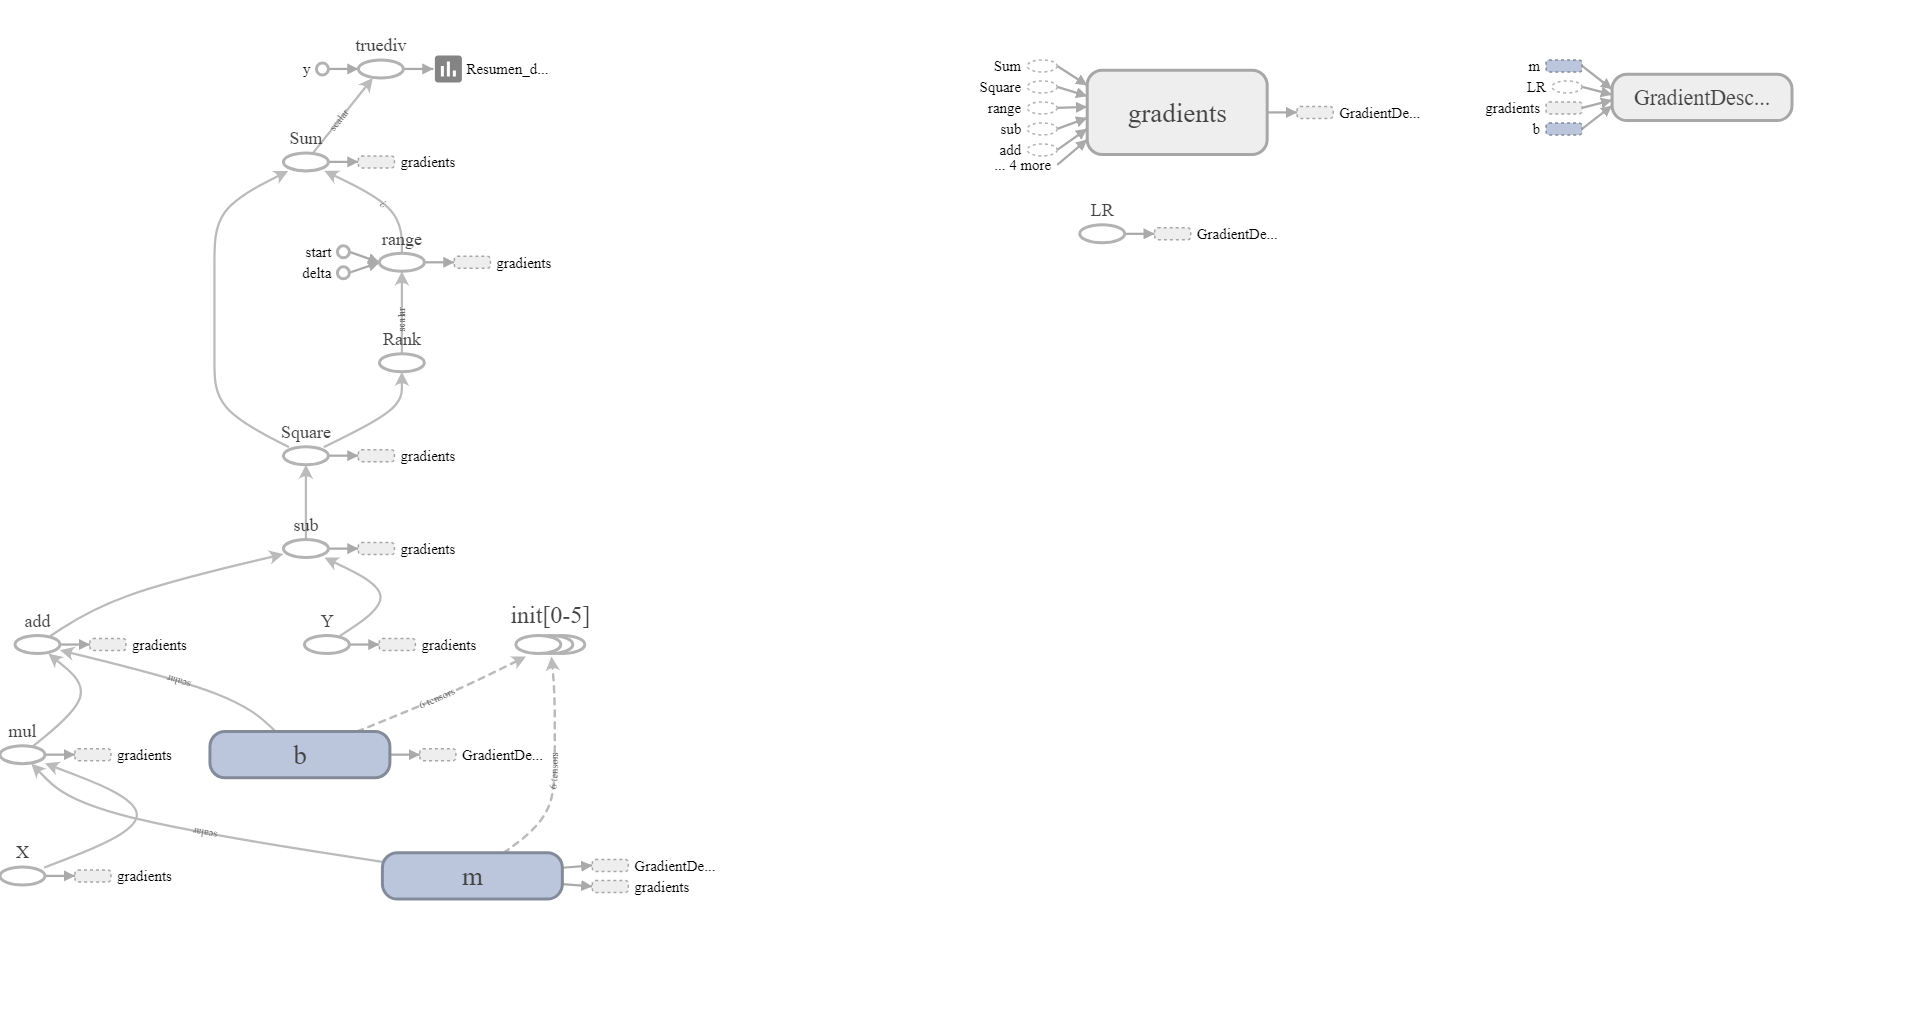 truediv
y
Resumen_d...
scalar
Sum
gradients
range
start
delta
gradients
scalar
Rank
Square
gradients
sub
gradients
add
gradients
Y
gradients
init[0-5]
scalar
6 tensors
mul
gradients
b
GradientDe...
6 tensors
scalar
X
gradients
m
GradientDe...
gradients
Sum
Square
range
sub
add
... 4 more
gradients
GradientDe...
LR
GradientDe...
m
LR
gradients
b
GradientDesc...